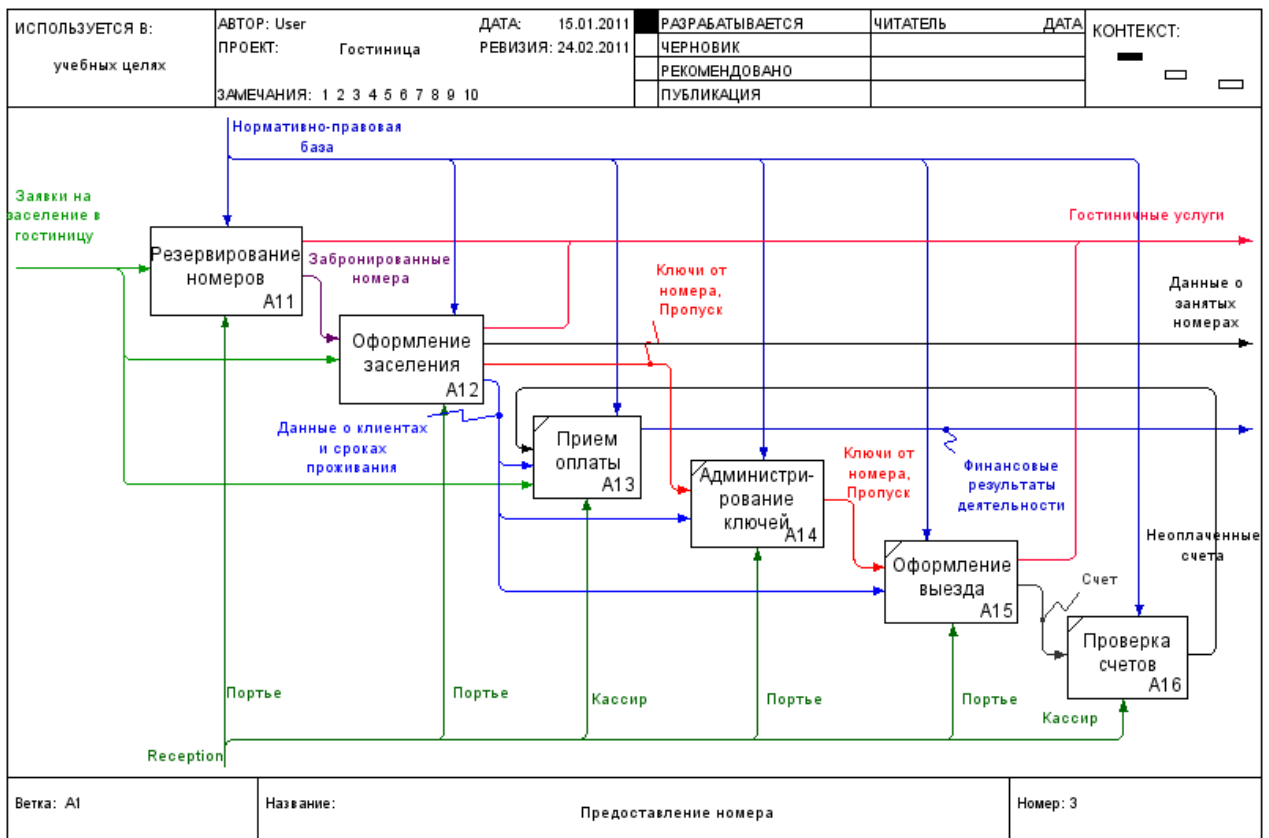 ИСПОЛЬЗУЕТСЯ В:
учебных целях
АВТОР: User
ДАТА: 15.01.2011
ПРОЕКТ: Гостиница
РЕВИЗИЯ: 24.02.2011
ЗАМЕЧАНИЯ: 1 2 3 4 5 6 7 8 9 10
РАЗРАБАТЫВАЕТСЯ
ЧЕРНОВИК
РЕКОМЕНДОВАНО
ПУБЛИКАЦИЯ
ЧИТАТЕЛЬ
ДАТА
КОНТЕКСТ:
Нормативно-правовая
база
Заявки на
заселение в
гостиницу
Резервирование
номеров
A11
Забронированные
номера
Гостиничные услуги
Ключи от
номера,
Пропуск
Данные о
занятых
номерах
Оформление
заселения
A12
Данные о клиентах
и сроках
проживания
Прием
оплаты
A13
Администри-
рование
ключей
A14
Ключи от
номера,
Пропуск
Финансовые
результаты
деятельности
Неоплаченные
счета
Оформление
выезда
A15
Счет
Проверка
счетов
A16
Портье
Портье
Кассир
Портье
Портье
Кассир
Reception
Ветка: A1
Название:
Предоставление номера
Номер: 3